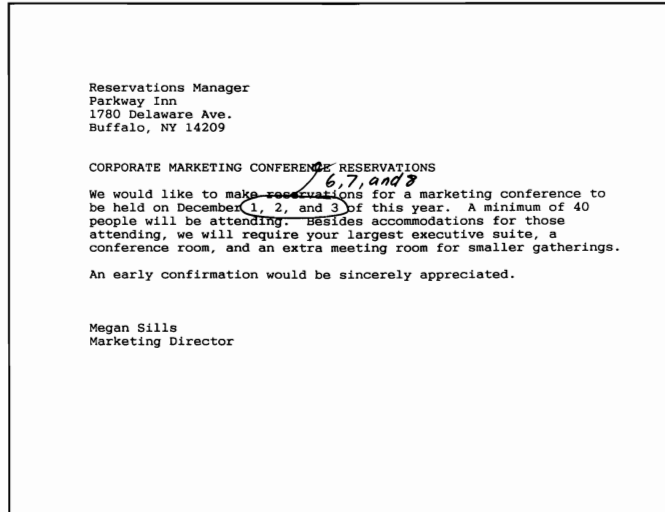 Reservations Manager
Parkway Inn
1780 Delaware Ave.
Buffalo, NY 14209
CORPORATE MARKETING CONFERENCE RESERVATIONS
6, 7, and 8
We would like to make reservations for a marketing conference to
be held on December 1, 2, and 3 of this year. A minimum of 40
people will be attending. Besides accommodations for those
attending, we will require your largest executive suite, a
conference room, and an extra meeting room for smaller gatherings.
An early confirmation would be sincerely appreciated.
Megan Sills
Marketing Director